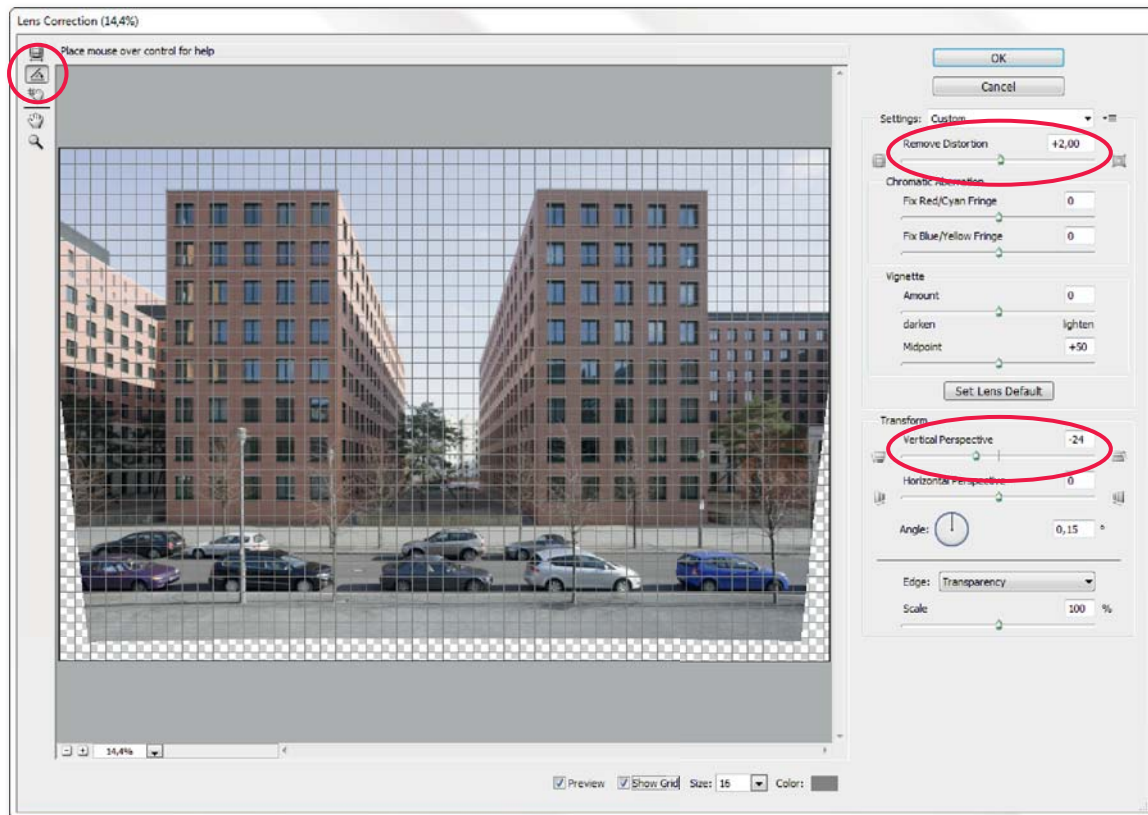 Lens Correction (14,4%)
Place mouse over control for help
OK
Cancel
Settings: Custom
Remove Distortion +2,00
Chromatic Aberration
Fix Red/Cyan Fringe 0
Fix Blue/Yellow Fringe 0
Vignette
Amount 0
darken lighten
Midpoint +50
Set Lens Default
Transform
Vertical Perspective -24
Horizontal Perspective 0
Angle: 0,15 °
Edge: Transparency
Scale 100 %
14,4%
Preview Show Grid Size: 16 Color: